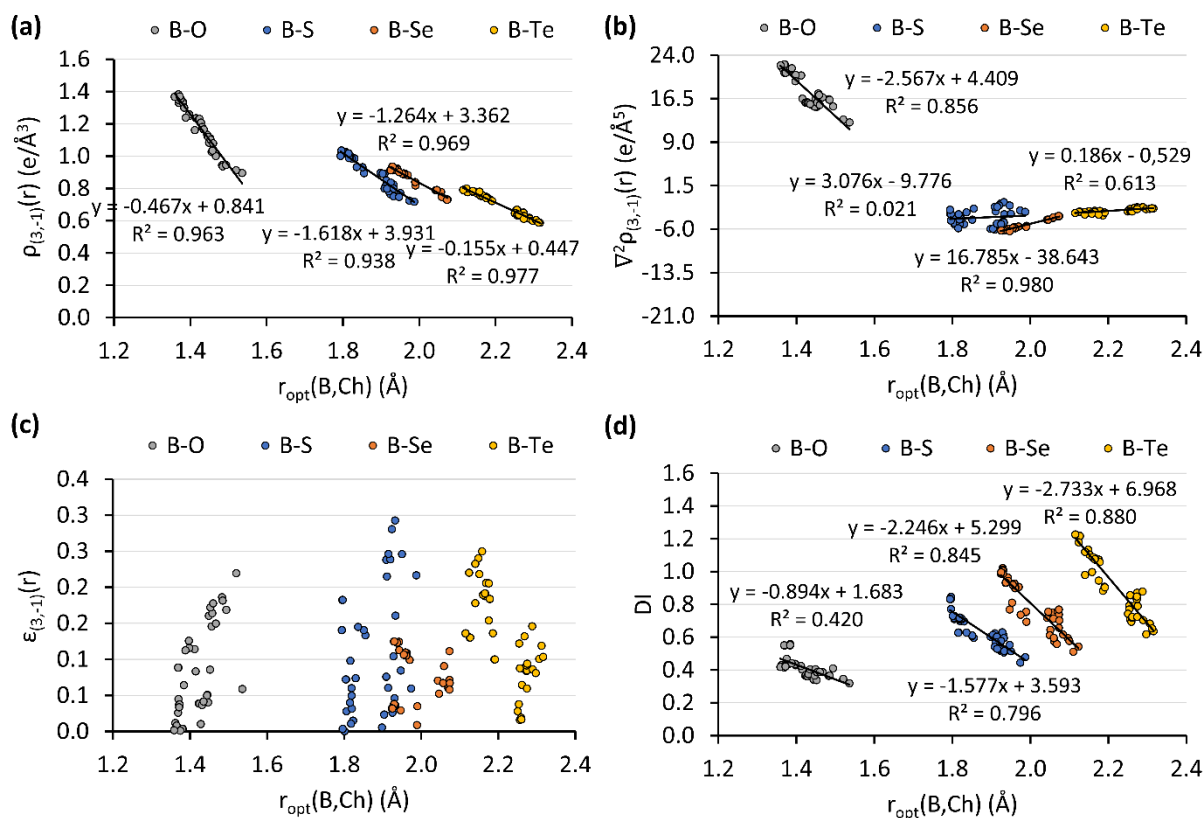 (a)
B-O B-S B-Se B-Te
1.6
1.4
1.2
1.0
0.8
0.6
0.4
0.2
0.0
ρ(3,-1)(r) (e/Å3)
y = -1.264x + 3.362
R² = 0.969
y = -0.467x + 0.841
R² = 0.963
y = -1.618x + 3.931
R² = 0.938
y = -0.155x + 0.447
R² = 0.977
1.2 1.4 1.6 1.8 2.0 2.2 2.4
ropt(B,Ch) (Å)
(b)
B-O B-S B-Se B-Te
24.0
16.5
9.0
1.5
-6.0
-13.5
-21.0
∇²ρ(3,-1)(r) (e/Å5)
y = -2.567x + 4.409
R² = 0.856
y = 3.076x - 9.776
R² = 0.021
y = 0.186x - 0,529
R² = 0.613
y = 16.785x - 38.643
R² = 0.980
1.2 1.4 1.6 1.8 2.0 2.2 2.4
ropt(B,Ch) (Å)
(c)
B-O B-S B-Se B-Te
0.4
0.3
0.3
0.2
0.2
0.1
0.1
0.0
ε(3,-1)(r)
1.2 1.4 1.6 1.8 2.0 2.2 2.4
ropt(B,Ch) (Å)
(d)
B-O B-S B-Se B-Te
1.6
1.4
1.2
1.0
0.8
0.6
0.4
0.2
0.0
DI
y = -2.733x + 6.968
R² = 0.880
y = -2.246x + 5.299
R² = 0.845
y = -0.894x + 1.683
R² = 0.420
y = -1.577x + 3.593
R² = 0.796
1.2 1.4 1.6 1.8 2.0 2.2 2.4
ropt(B,Ch) (Å)